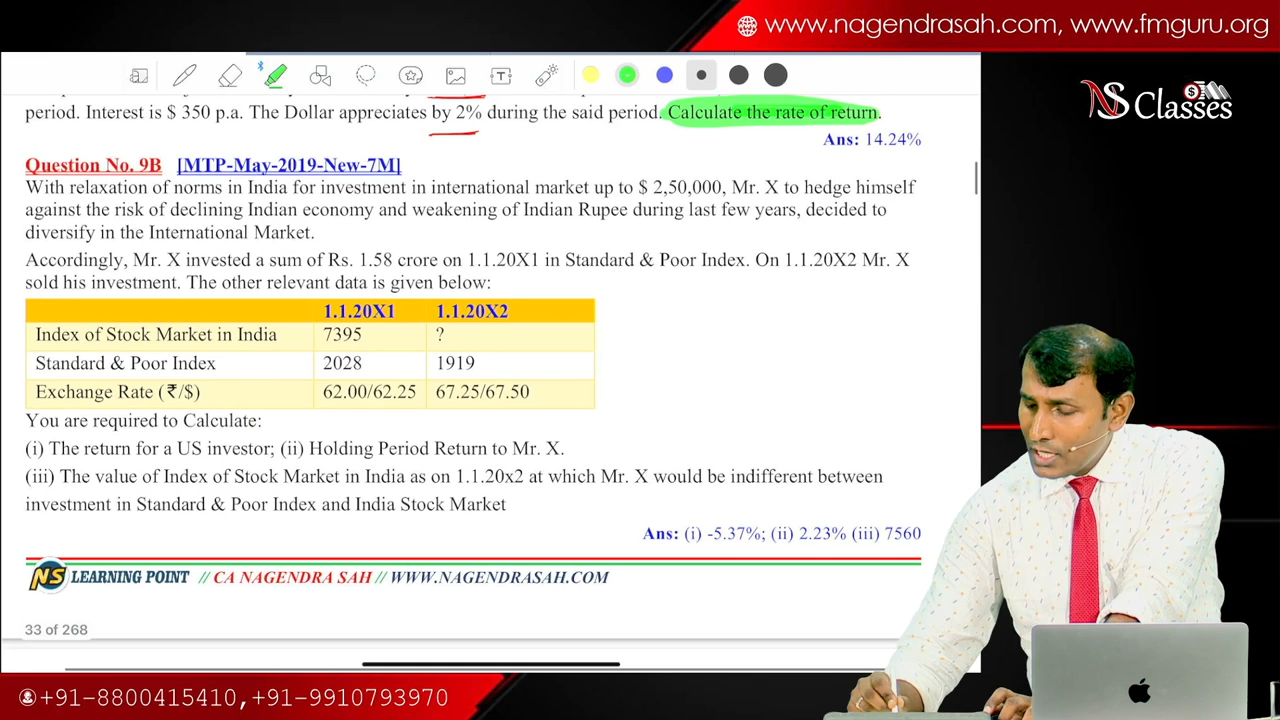 www.nagendrasah.com, www.fmguru.org
NS Classes
period. Interest is $ 350 p.a. The Dollar appreciates by 2% during the said period. Calculate the rate of return.
Ans: 14.24%
Question No. 9B [MTP-May-2019-New-7M]
With relaxation of norms in India for investment in international market up to $ 2,50,000, Mr. X to hedge himself
against the risk of declining Indian economy and weakening of Indian Rupee during last few years, decided to
diversify in the International Market.
Accordingly, Mr. X invested a sum of Rs. 1.58 crore on 1.1.20X1 in Standard & Poor Index. On 1.1.20X2 Mr. X
sold his investment. The other relevant data is given below:
1.1.20X1 1.1.20X2
Index of Stock Market in India 7395 ?
Standard & Poor Index 2028 1919
Exchange Rate (₹/$) 62.00/62.25 67.25/67.50
You are required to Calculate:
(i) The return for a US investor; (ii) Holding Period Return to Mr. X.
(iii) The value of Index of Stock Market in India as on 1.1.20x2 at which Mr. X would be indifferent between
investment in Standard & Poor Index and India Stock Market
Ans: (i) -5.37%; (ii) 2.23% (iii) 7560
NS LEARNING POINT // CA NAGENDRA SAH // WWW.NAGENDRASAH.COM
33 of 268
+91-8800415410,+91-9910793970